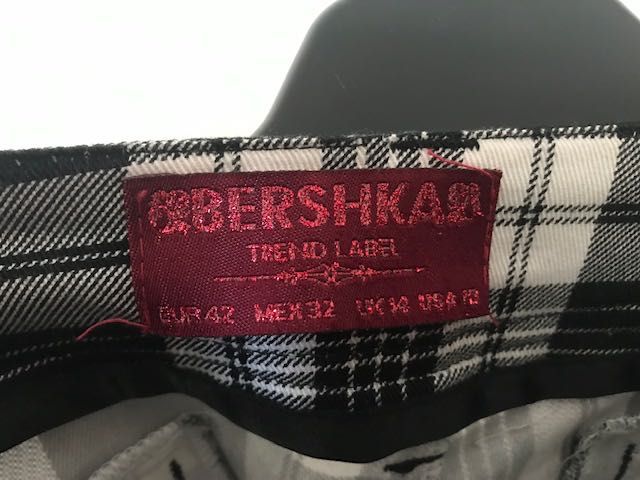 BERSHKA
TREND LABEL
EUR 42 MEX 32 UK 14 USA 10